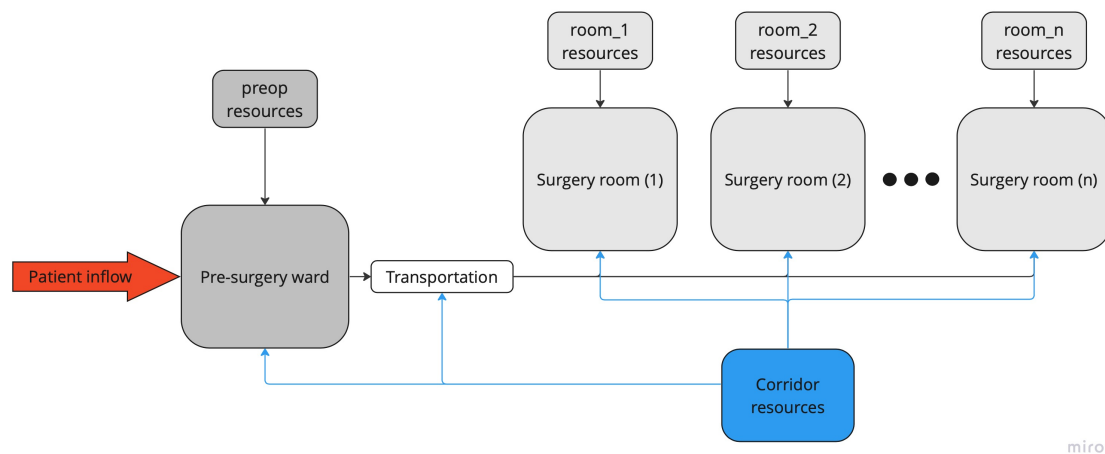 room_1
resources
room_2
resources
room_n
resources
preop
resources
Surgery room (1)
Surgery room (2)
Surgery room (n)
Patient inflow
Pre-surgery ward
Transportation
Corridor
resources
miro